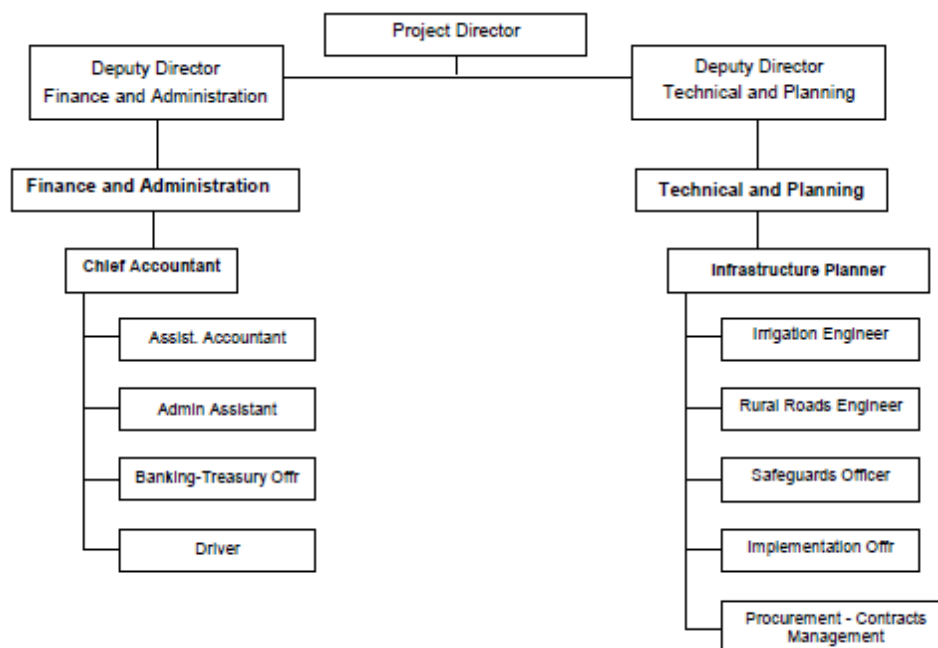 Project Director
Deputy Director
Finance and Administration
Deputy Director
Technical and Planning
Finance and Administration
Technical and Planning
Chief Accountant
Infrastructure Planner
Assist. Accountant
Irrigation Engineer
Admin Assistant
Rural Roads Engineer
Banking-Treasury Offr
Safeguards Officer
Driver
Implementation Offr
Procurement - Contracts
Management